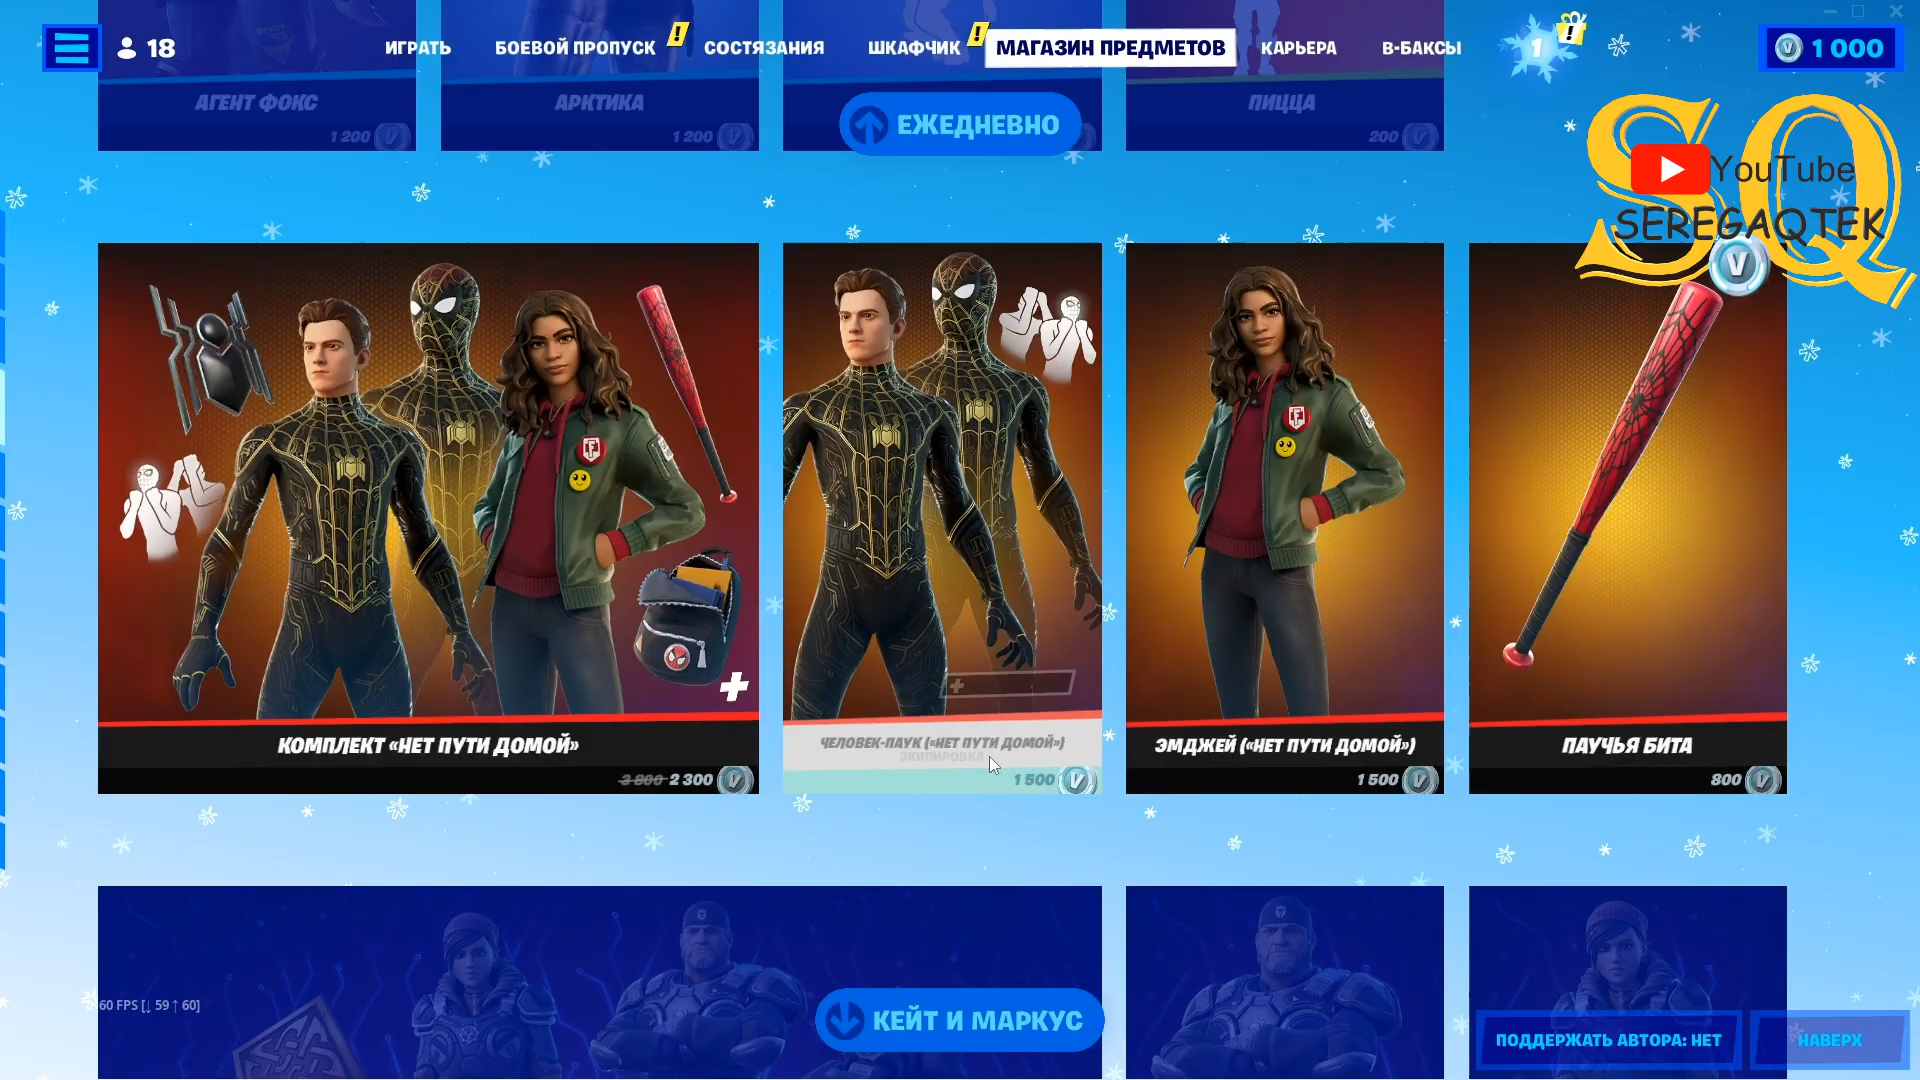 18
ИГРАТЬ
БОЕВОЙ ПРОПУСК
СОСТЯЗАНИЯ
ШКАФЧИК
МАГАЗИН ПРЕДМЕТОВ
КАРЬЕРА
В-БАКСЫ
1
1 000
АГЕНТ ФОКС
1 200
АРКТИКА
1 200
ЕЖЕДНЕВНО
ПИЦЦА
200
SQ
YouTube
SEREGAQTEK
КОМПЛЕКТ «НЕТ ПУТИ ДОМОЙ»
3 800 2 300
ЧЕЛОВЕК-ПАУК («НЕТ ПУТИ ДОМОЙ»)
ЭКИПИРОВКА
1 500
ЭМДЖЕЙ («НЕТ ПУТИ ДОМОЙ»)
1 500
ПАУЧЬЯ БИТА
800
60 FPS [↓ 59 ↑ 60]
КЕЙТ И МАРКУС
ПОДДЕРЖАТЬ АВТОРА: НЕТ
НАВЕРХ